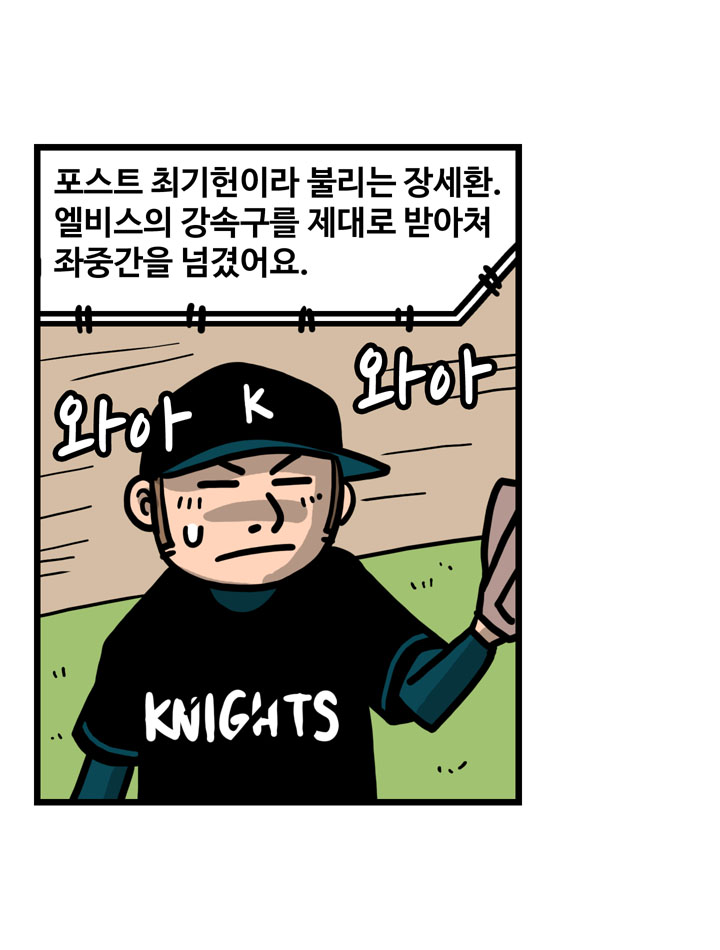 포스트 최기헌이라 불리는 장세환.
엘비스의 강속구를 제대로 받아쳐
좌중간을 넘겼어요.
와아
와아
K
KNIGHTS